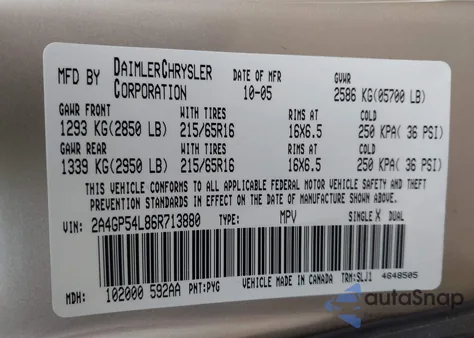 MFD BY DAIMLERCHRYSLER CORPORATION DATE OF MFR 10-05 GVWR 2586 KG(05700 LB)
GAWR FRONT WITH TIRES RIMS AT COLD
1293 KG(2850 LB) 215/65R16 16X6.5 250 KPA( 36 PSI)
GAWR REAR WITH TIRES RIMS AT COLD
1339 KG(2950 LB) 215/65R16 16X6.5 250 KPA( 36 PSI)
THIS VEHICLE CONFORMS TO ALL APPLICABLE FEDERAL MOTOR VEHICLE SAFETY AND THEFT
PREVENTION STANDARDS IN EFFECT ON THE DATE OF MANUFACTURE SHOWN ABOVE.
VIN: 2A4GP54L86R713880 TYPE: MPV SINGLE X DUAL
VEHICLE MADE IN CANADA TRM:SLJ1 4648505
MDH: 102000 592AA PNT:PYG
autoSnap